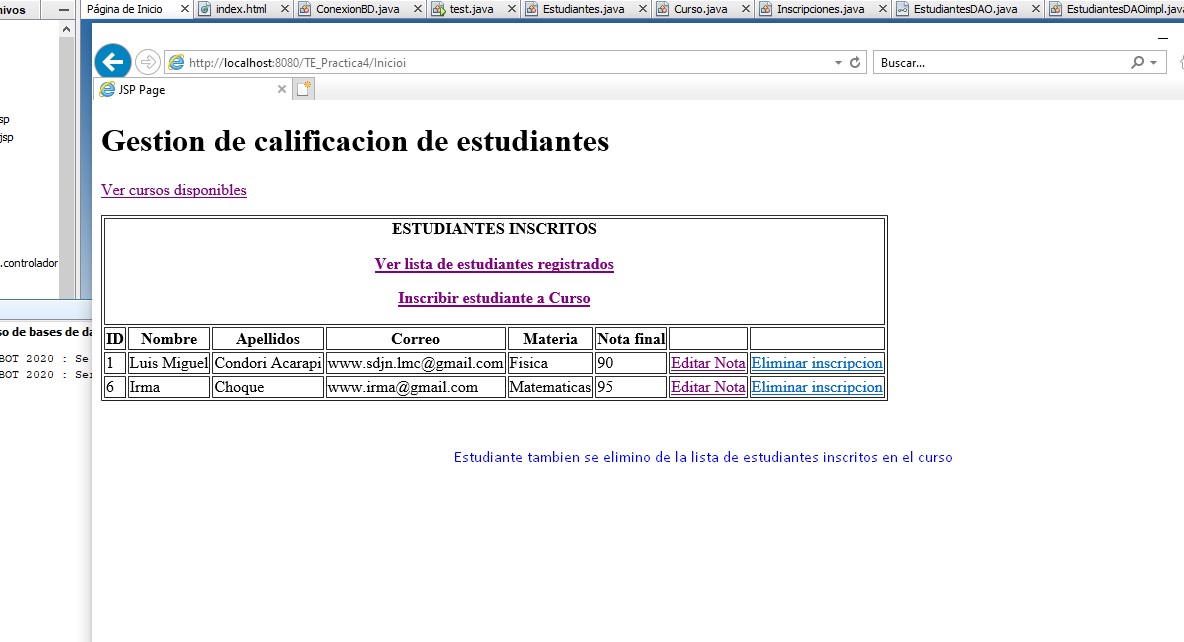 hivos
Página de Inicio
index.html
ConexionBD.java
test.java
Estudiantes.java
Curso.java
Inscripciones.java
EstudiantesDAO.java
EstudiantesDAOimpl.java
http://localhost:8080/TE_Practica4/Inicioi
Buscar...
JSP Page
sp
jsp
.controlador
so de bases de da
BOT 2020 : Se
BOT 2020 : Ser
Gestion de calificacion de estudiantes
Ver cursos disponibles
ESTUDIANTES INSCRITOS
Ver lista de estudiantes registrados
Inscribir estudiante a Curso
ID Nombre Apellidos Correo Materia Nota final
1 Luis Miguel Condori Acarapi www.sdjn.lmc@gmail.com Fisica 90 Editar Nota Eliminar inscripcion
6 Irma Choque www.irma@gmail.com Matematicas 95 Editar Nota Eliminar inscripcion
Estudiante tambien se elimino de la lista de estudiantes inscritos en el curso